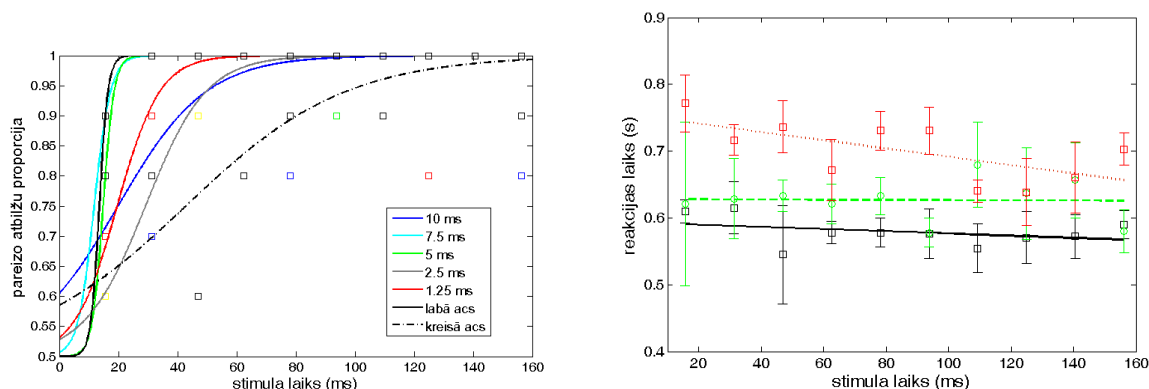 pareizo atbilžu proporcija
1
0.95
0.9
0.85
0.8
0.75
0.7
0.65
0.6
0.55
0.5
0 20 40 60 80 100 120 140 160
stimula laiks (ms)
10 ms
7.5 ms
5 ms
2.5 ms
1.25 ms
labā acs
kreisā acs
reakcijas laiks (s)
0.9
0.8
0.7
0.6
0.5
0.4
20 40 60 80 100 120 140 160
stimula laiks (ms)